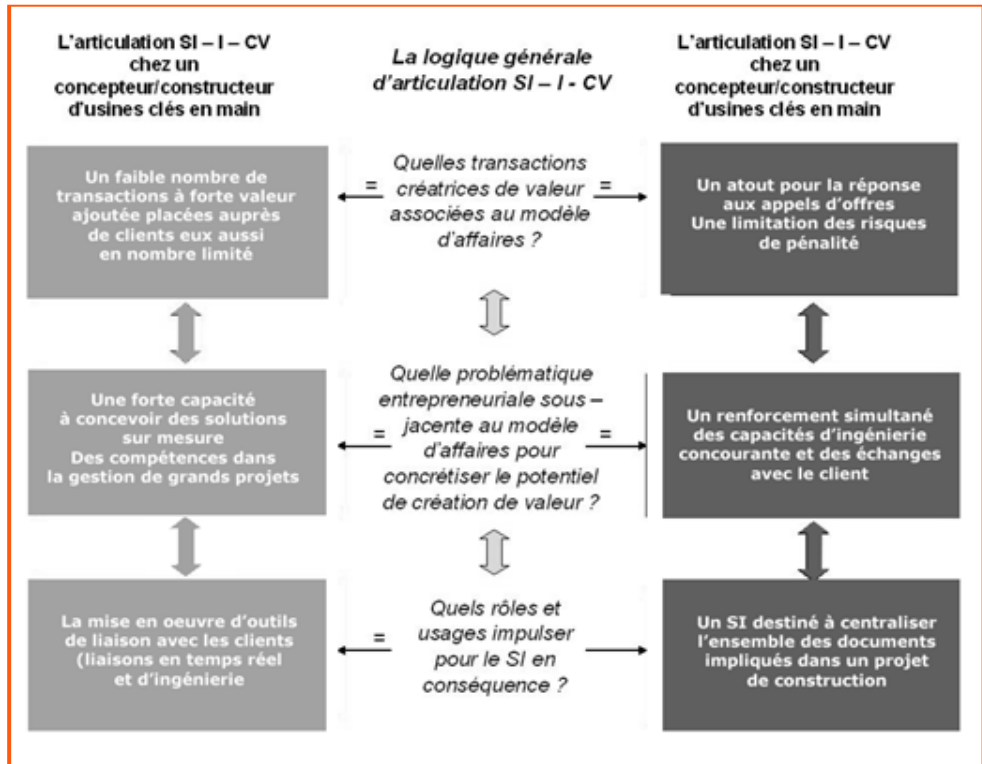 L'articulation SI – I – CV
chez un
concepteur/constructeur
d'usines clés en main
La logique générale
d'articulation SI – I - CV
L'articulation SI – I – CV
chez un
concepteur/constructeur
d'usines clés en main
Un faible nombre de
transactions à forte valeur
ajoutée placées auprès
de clients eux aussi
en nombre limité
=
Quelles transactions
créatrices de valeur
associées au modèle
d'affaires ?
=
Un atout pour la réponse
aux appels d'offres
Une limitation des risques
de pénalité
Une forte capacité
à concevoir des solutions
sur mesure
Des compétences dans
la gestion de grands projets
=
Quelle problématique
entrepreneuriale sous –
jacente au modèle
d'affaires pour
concrétiser le potentiel
de création de valeur ?
=
Un renforcement simultané
des capacités d'ingénierie
concourante et des échanges
avec le client
La mise en oeuvre d'outils
de liaison avec les clients
(liaisons en temps réel
et d'ingénierie
=
Quels rôles et
usages impulser
pour le SI en
conséquence ?
Un SI destiné à centraliser
l'ensemble des documents
impliqués dans un projet
de construction